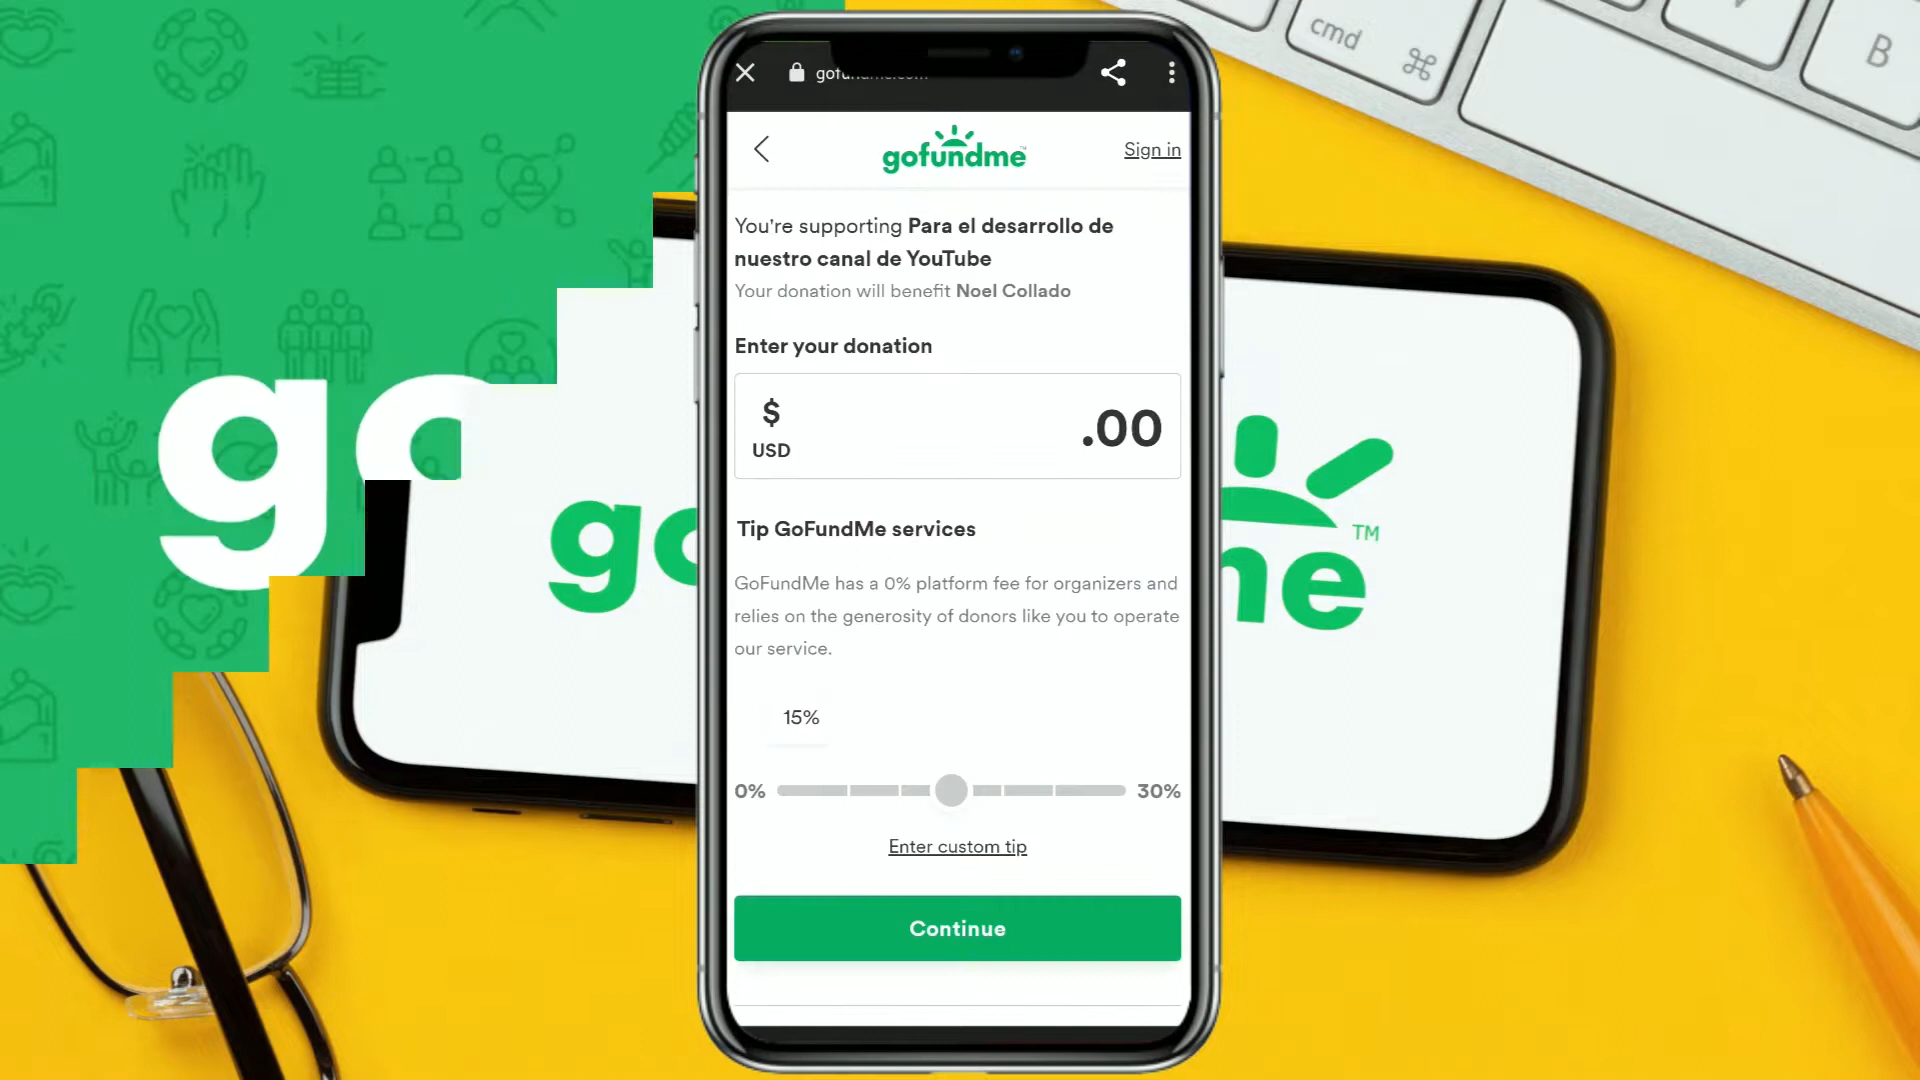 cmd ⌘
B
gofundme
Sign in
You're supporting Para el desarrollo de
nuestro canal de YouTube
Your donation will benefit Noel Collado
Enter your donation
$
USD
.00
Tip GoFundMe services
GoFundMe has a 0% platform fee for organizers and
relies on the generosity of donors like you to operate
our service.
15%
0%
30%
Enter custom tip
Continue
go
go
me
TM